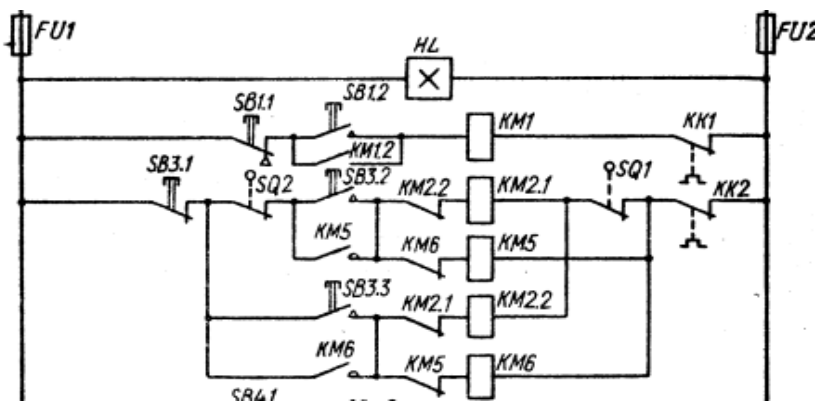 FU1
HL
FU2
SB1.1
SB1.2
KM1.2
KM1
KK1
SB3.1
SQ2
SB3.2
KM2.2
KM2.1
SQ1
KK2
KM5
KM6
KM5
SB3.3
KM2.1
KM2.2
KM6
KM5
KM6
SB4.1